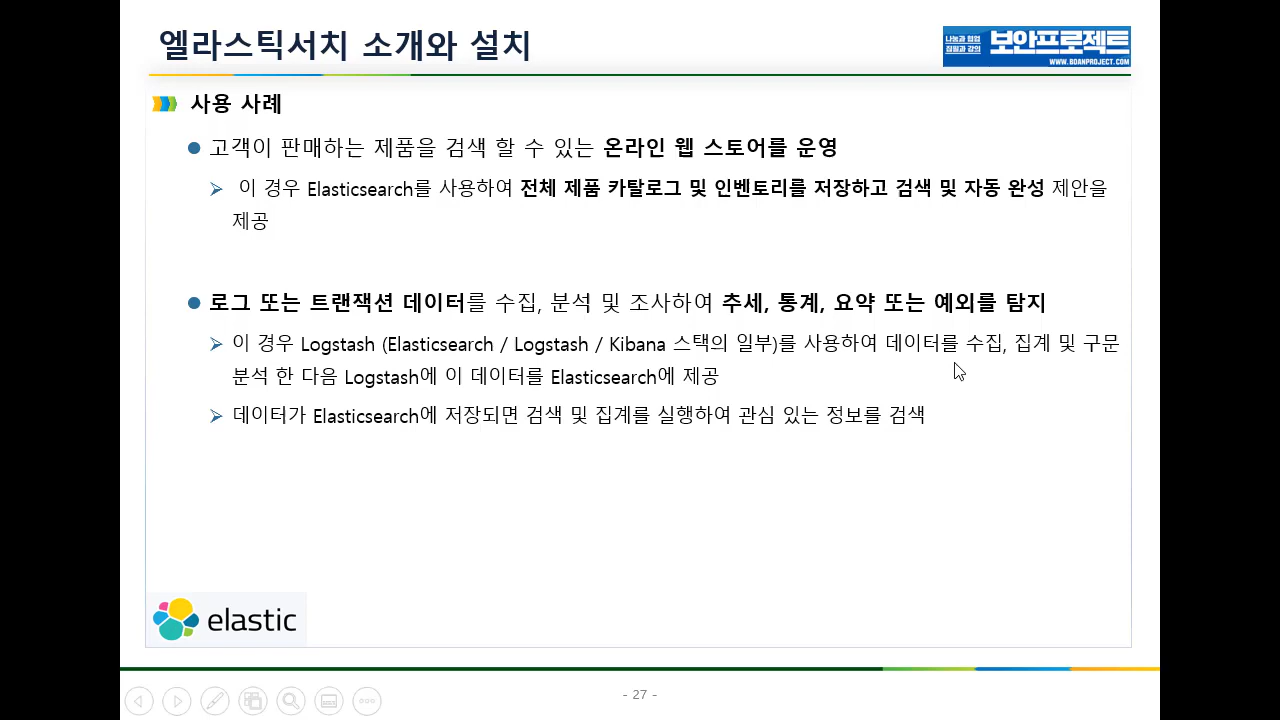 엘라스틱서치 소개와 설치
나눔과 협업
집필과 강의
보안프로젝트
WWW.BOANPROJECT.COM
사용 사례
고객이 판매하는 제품을 검색 할 수 있는 온라인 웹 스토어를 운영
이 경우 Elasticsearch를 사용하여 전체 제품 카탈로그 및 인벤토리를 저장하고 검색 및 자동 완성 제안을
제공
로그 또는 트랜잭션 데이터를 수집, 분석 및 조사하여 추세, 통계, 요약 또는 예외를 탐지
이 경우 Logstash (Elasticsearch / Logstash / Kibana 스택의 일부)를 사용하여 데이터를 수집, 집계 및 구문
분석 한 다음 Logstash에 이 데이터를 Elasticsearch에 제공
데이터가 Elasticsearch에 저장되면 검색 및 집계를 실행하여 관심 있는 정보를 검색
elastic
- 27 -